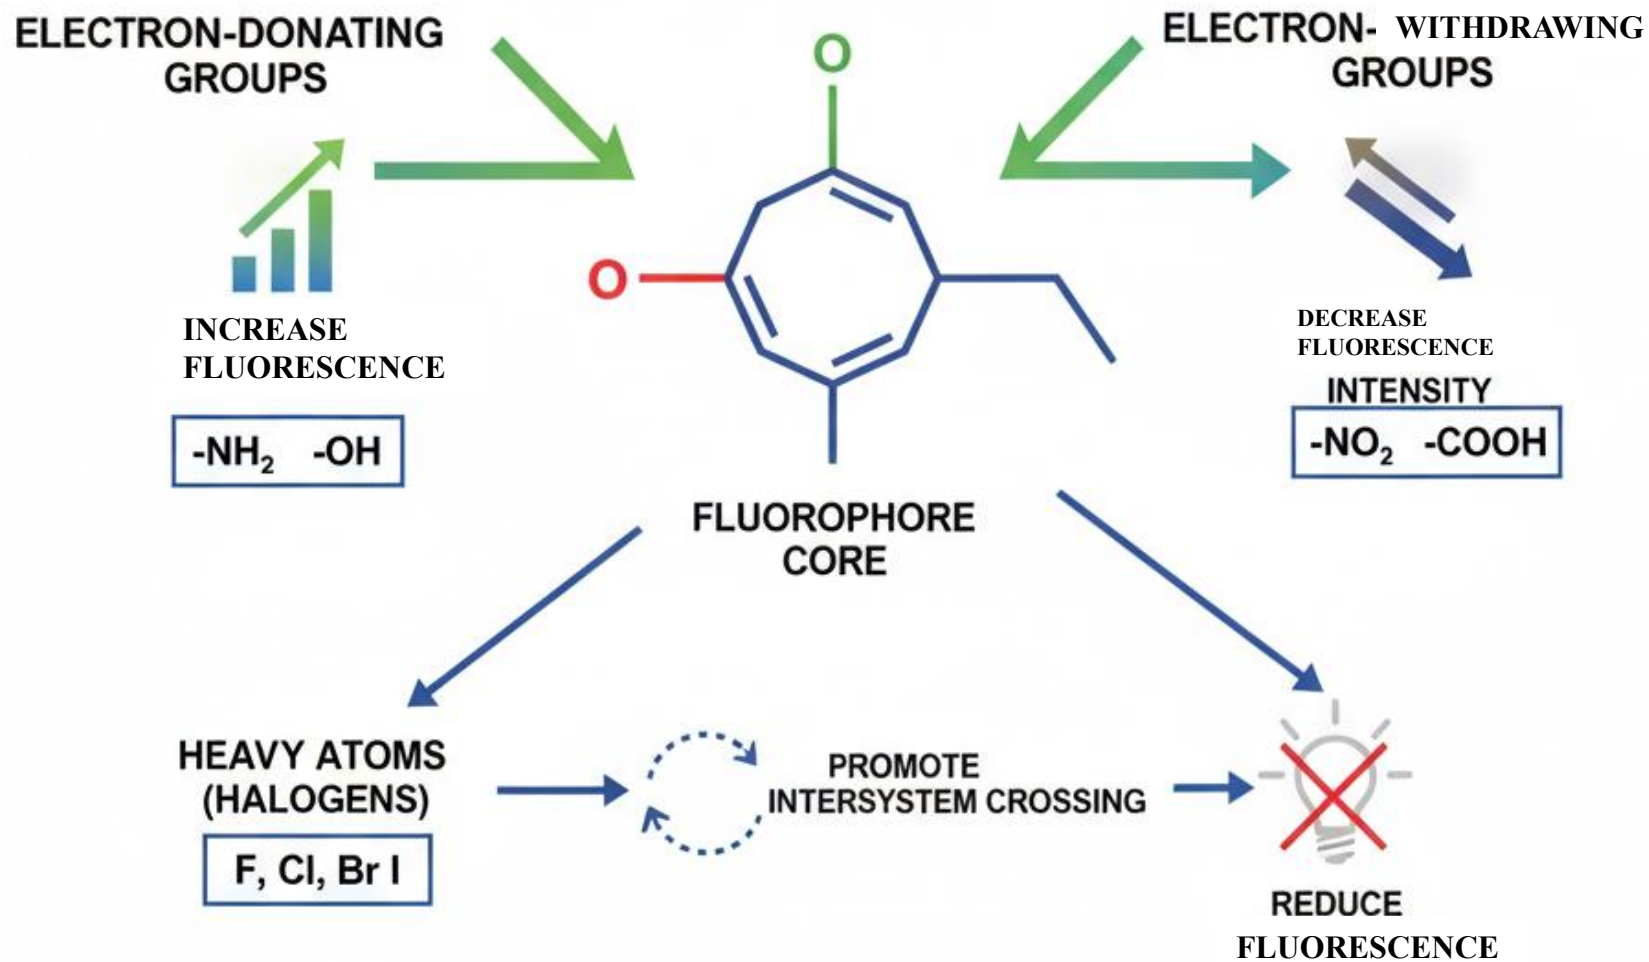 ELECTRON-DONATING
GROUPS
ELECTRON- WITHDRAWING
GROUPS
O
O
INCREASE
FLUORESCENCE
-NH₂ -OH
DECREASE
FLUORESCENCE
INTENSITY
-NO₂ -COOH
FLUOROPHORE
CORE
HEAVY ATOMS
(HALOGENS)
F, Cl, Br I
PROMOTE
INTERSYSTEM CROSSING
REDUCE
FLUORESCENCE